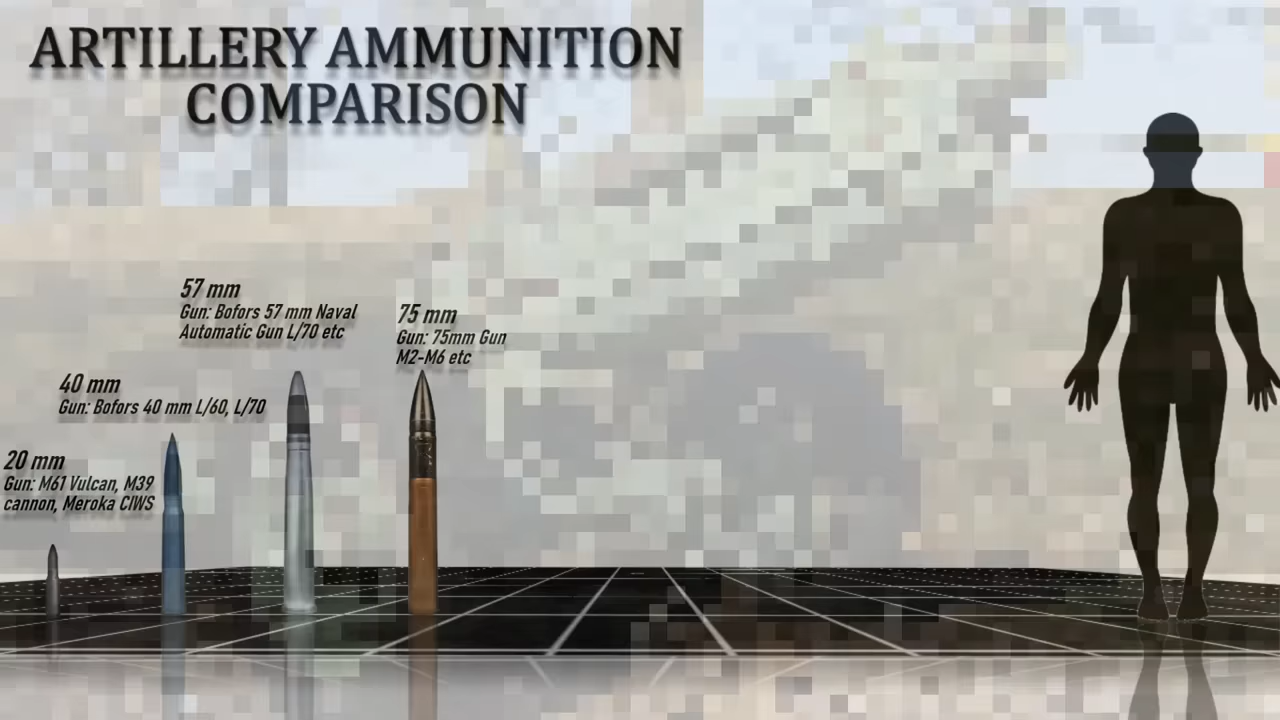 ARTILLERY AMMUNITION
COMPARISON
57 mm
Gun: Bofors 57 mm Naval
Automatic Gun L/70 etc
75 mm
Gun: 75mm Gun
M2-M6 etc
40 mm
Gun: Bofors 40 mm L/60, L/70
20 mm
Gun: M61 Vulcan, M39
cannon, Meroka CIWS